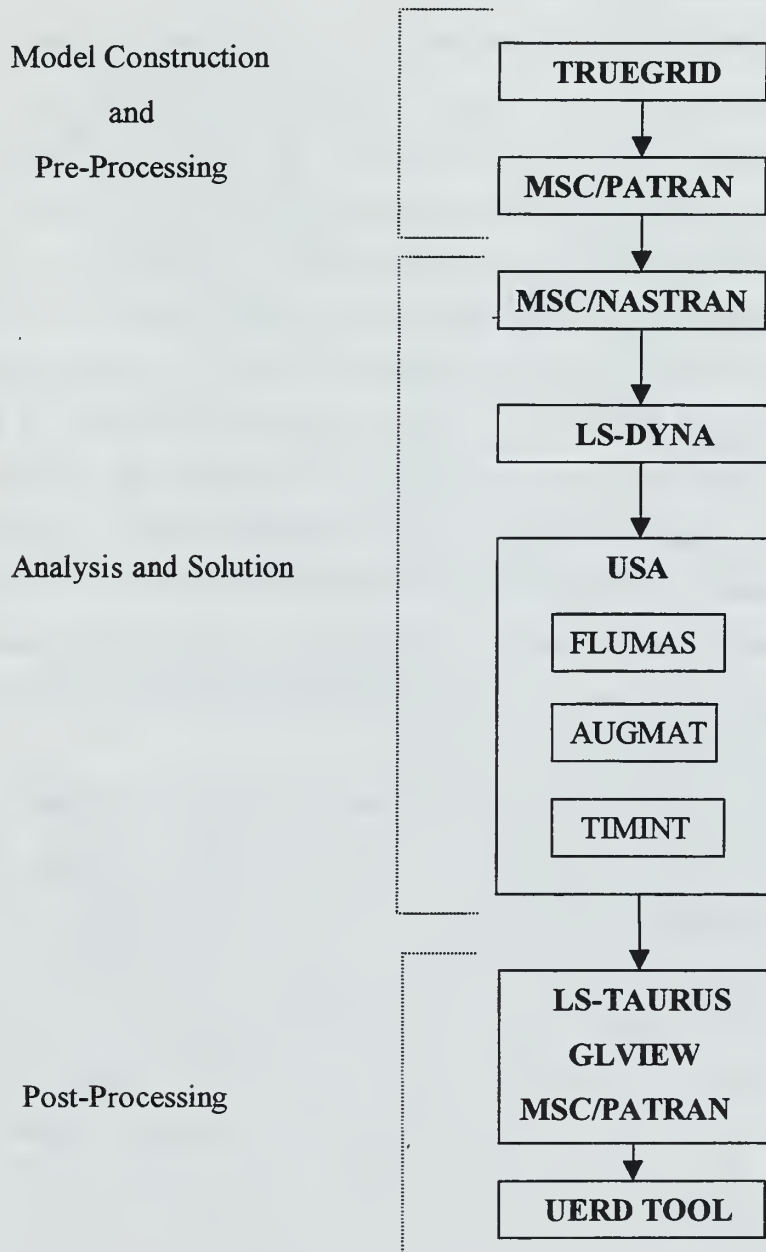 Model Construction
and
Pre-Processing
TRUEGRID
MSC/PATRAN
MSC/NASTRAN
LS-DYNA
Analysis and Solution
USA
FLUMAS
AUGMAT
TIMINT
Post-Processing
LS-TAURUS
GLVIEW
MSC/PATRAN
UERD TOOL